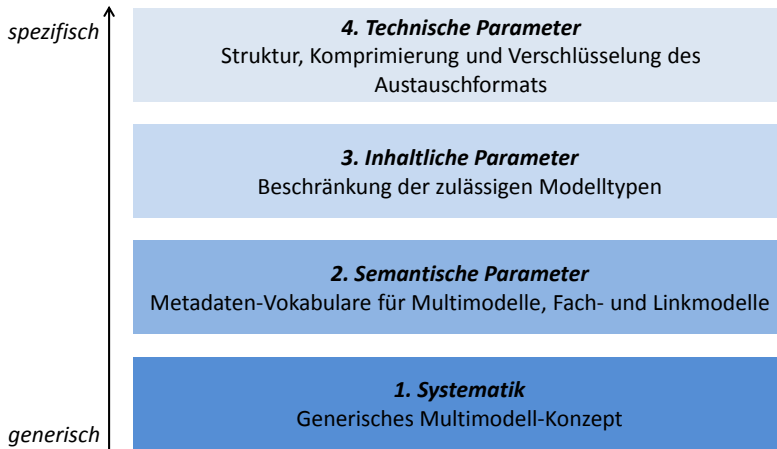 spezifisch
4. Technische Parameter
Struktur, Komprimierung und Verschlüsselung des
Austauschformats
3. Inhaltliche Parameter
Beschränkung der zulässigen Modelltypen
2. Semantische Parameter
Metadaten-Vokabulare für Multimodelle, Fach- und Linkmodelle
1. Systematik
Generisches Multimodell-Konzept
generisch